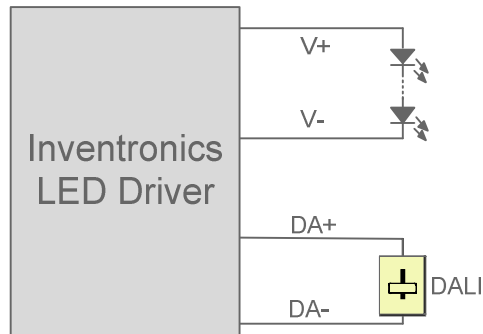 Inventronics
LED Driver
V+
V-
DA+
DA-
DALI